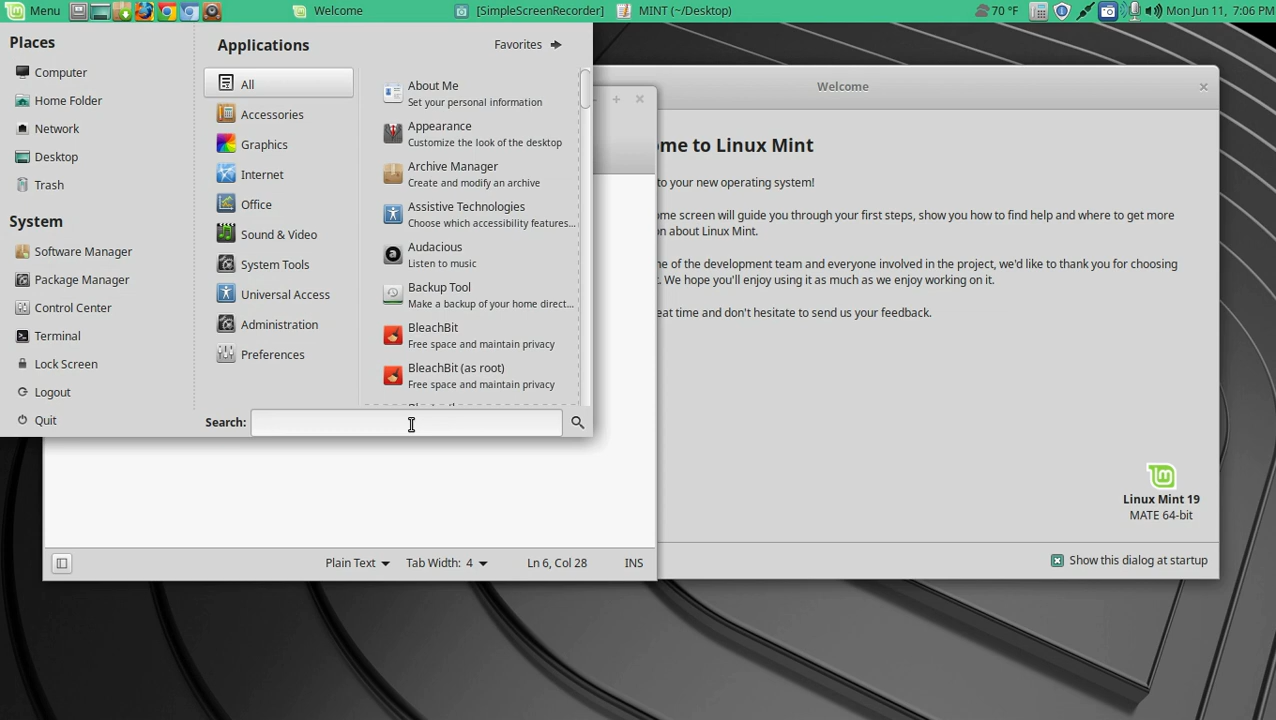 Menu
Welcome
[SimpleScreenRecorder]
MINT (~/Desktop)
70 °F
Mon Jun 11, 7:06 PM
Places
Computer
Home Folder
Network
Desktop
Trash
System
Software Manager
Package Manager
Control Center
Terminal
Lock Screen
Logout
Quit
Applications
Favorites
All
Accessories
Graphics
Internet
Office
Sound & Video
System Tools
Universal Access
Administration
Preferences
About Me
Set your personal information
Appearance
Customize the look of the desktop
Archive Manager
Create and modify an archive
Assistive Technologies
Choose which accessibility features...
Audacious
Listen to music
Backup Tool
Make a backup of your home direct...
BleachBit
Free space and maintain privacy
BleachBit (as root)
Free space and maintain privacy
Search:
Plain Text
Tab Width: 4
Ln 6, Col 28
INS
Welcome
ome to Linux Mint
to your new operating system!
ome screen will guide you through your first steps, show you how to find help and where to get more
on about Linux Mint.
ne of the development team and everyone involved in the project, we'd like to thank you for choosing
. We hope you'll enjoy using it as much as we enjoy working on it.
eat time and don't hesitate to send us your feedback.
Linux Mint 19
MATE 64-bit
Show this dialog at startup